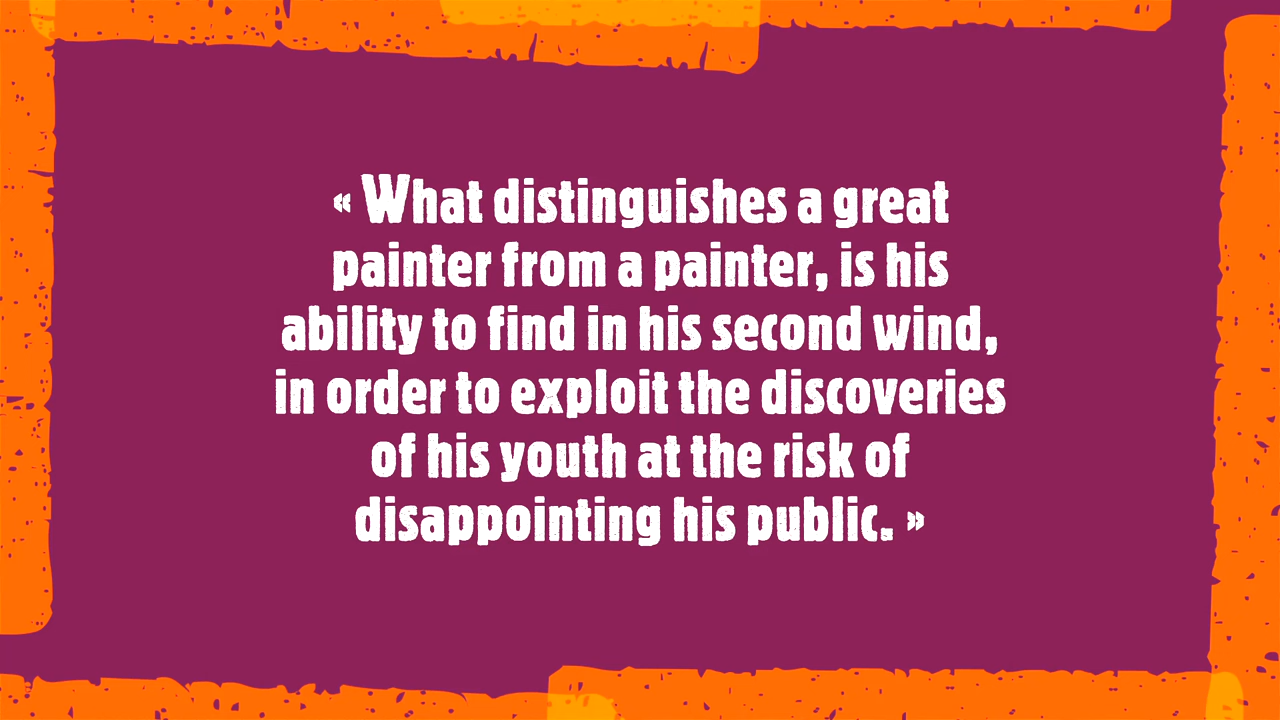 « What distinguishes a great
painter from a painter, is his
ability to find in his second wind,
in order to exploit the discoveries
of his youth at the risk of
disappointing his public. »